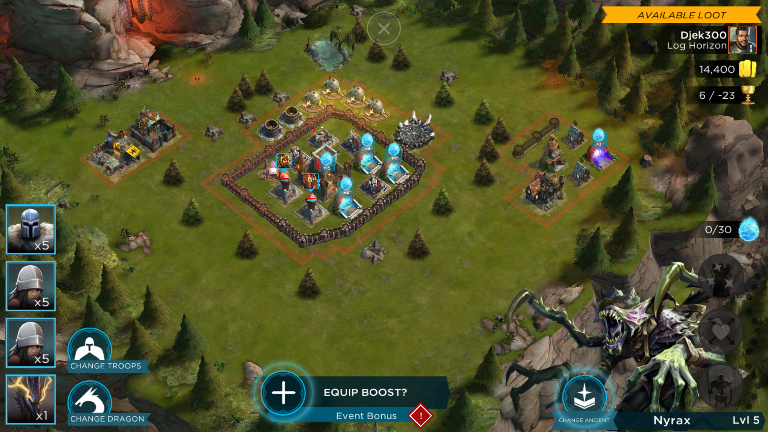 AVAILABLE LOOT
Djek300
Log Horizon
14,400
6 / -23
0/30
x5
x5
x5
x1
CHANGE TROOPS
CHANGE DRAGON
EQUIP BOOST?
Event Bonus
CHANGE ANCIENT
Nyrax
Lvl 5